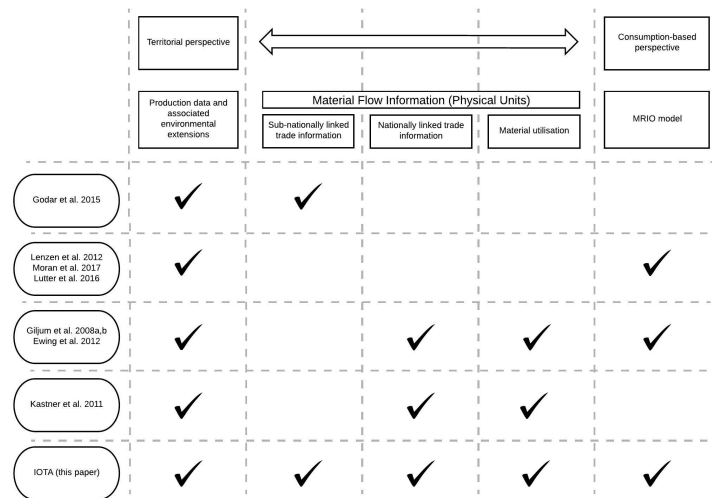 Territorial perspective
Consumption-based
perspective
Production data and
associated
environmental
extensions
Material Flow Information (Physical Units)
Sub-nationally linked
trade information
Nationally linked trade
information
Material utilisation
MRIO model
Godar et al. 2015
Lenzen et al. 2012
Moran et al. 2017
Lutter et al. 2016
Giljum et al. 2008a,b
Ewing et al. 2012
Kastner et al. 2011
IOTA (this paper)